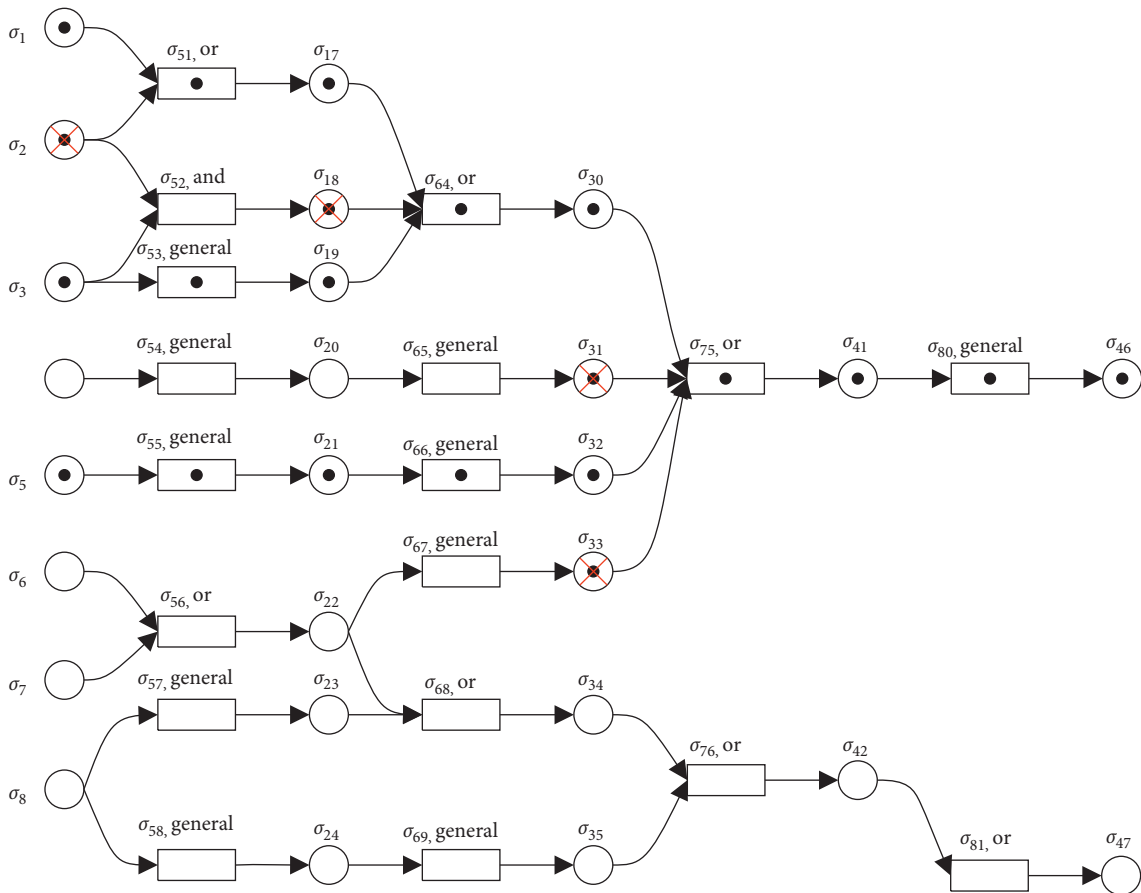 σ1
σ51, or
σ17
σ2
σ52, and
σ18
σ64, or
σ30
σ53, general
σ19
σ3
σ54, general
σ20
σ65, general
σ31
σ75, or
σ41
σ80, general
σ46
σ55, general
σ21
σ66, general
σ32
σ5
σ67, general
σ33
σ6
σ56, or
σ22
σ7
σ57, general
σ23
σ68, or
σ34
σ76, or
σ42
σ8
σ58, general
σ24
σ69, general
σ35
σ81, or
σ47